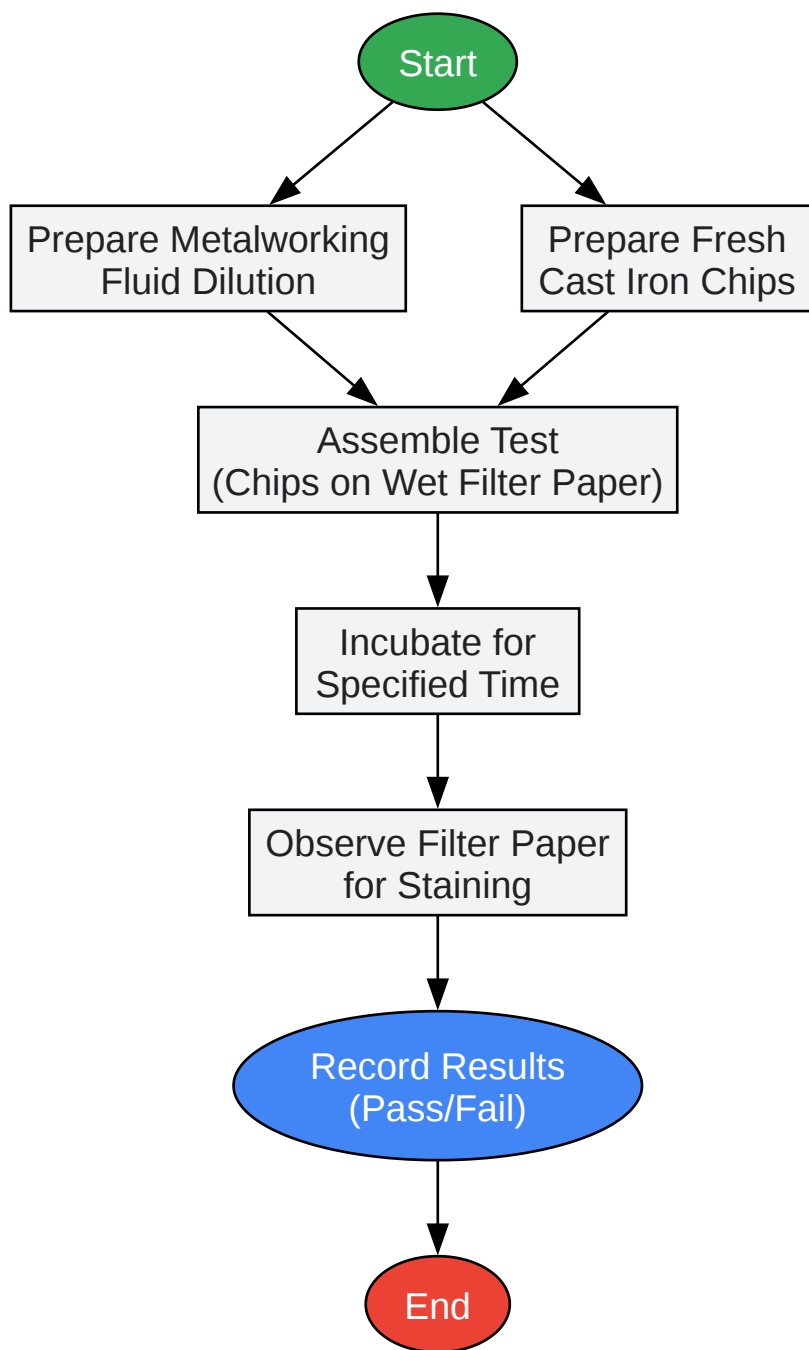 Start
Prepare Metalworking
Fluid Dilution
Prepare Fresh
Cast Iron Chips
Assemble Test
(Chips on Wet Filter Paper)
Incubate for
Specified Time
Observe Filter Paper
for Staining
Record Results
(Pass/Fail)
End